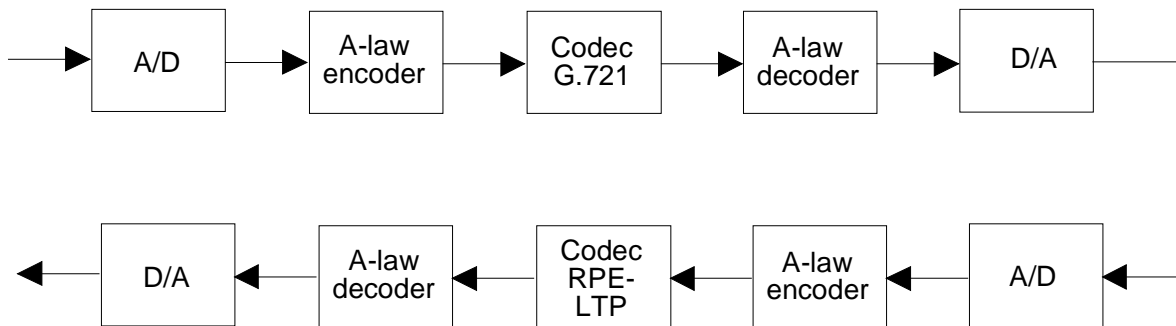 A/D
A-law
encoder
Codec
G.721
A-law
decoder
D/A
D/A
A-law
decoder
Codec
RPE-
LTP
A-law
encoder
A/D